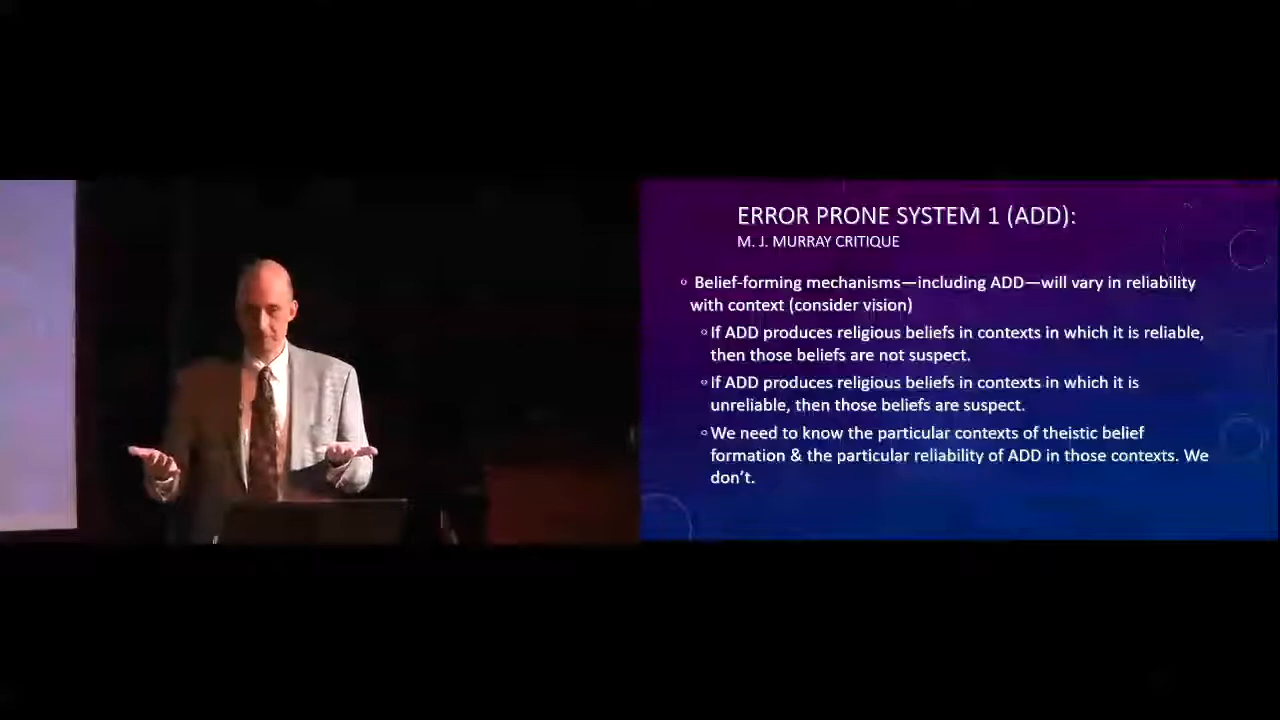 ERROR PRONE SYSTEM 1 (ADD):
M. J. MURRAY CRITIQUE
Belief-forming mechanisms—including ADD—will vary in reliability
with context (consider vision)
If ADD produces religious beliefs in contexts in which it is reliable,
then those beliefs are not suspect.
If ADD produces religious beliefs in contexts in which it is
unreliable, then those beliefs are suspect.
We need to know the particular contexts of theistic belief
formation & the particular reliability of ADD in those contexts. We
don't.